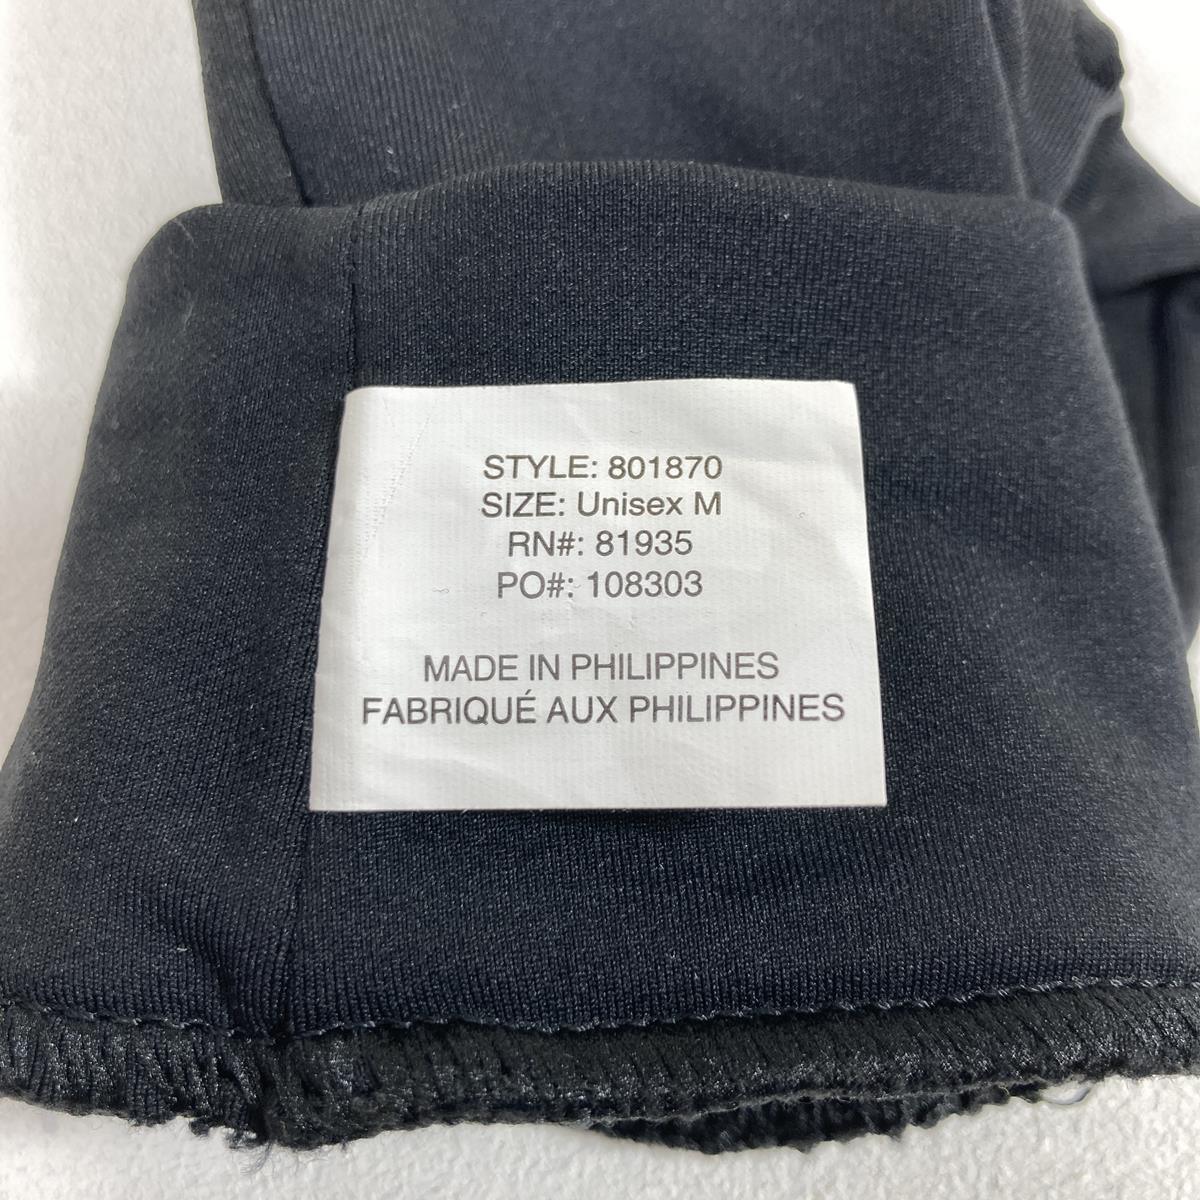 STYLE: 801870
SIZE: Unisex M
RN#: 81935
PO#: 108303
MADE IN PHILIPPINES
FABRIQUÉ AUX PHILIPPINES